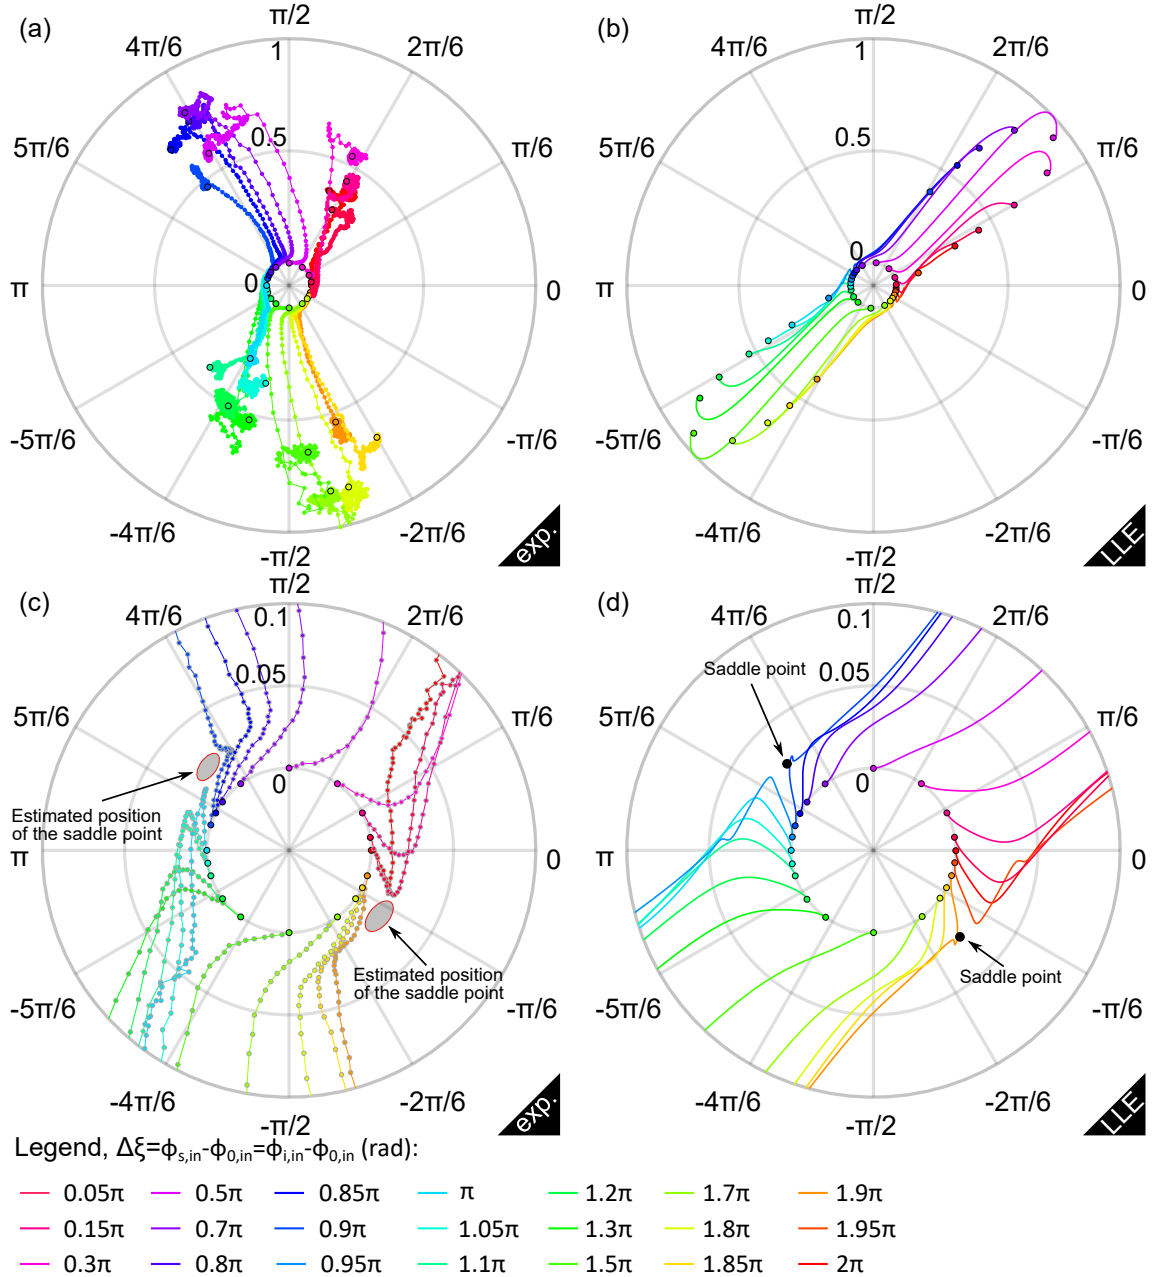 (a)
π/2
1
4π/6
2π/6
5π/6
0.5
π/6
π
0
0
-5π/6
-π/6
-4π/6
-2π/6
-π/2
exp.
(b)
π/2
1
4π/6
2π/6
5π/6
0.5
π/6
0
π
0
-5π/6
-π/6
-4π/6
-2π/6
-π/2
LLE
(c)
π/2
0.1
4π/6
2π/6
0.05
5π/6
π/6
Estimated position
of the saddle point
0
π
0
Estimated position
of the saddle point
-5π/6
-π/6
-4π/6
-2π/6
-π/2
exp.
(d)
π/2
0.1
4π/6
2π/6
Saddle point
0.05
5π/6
π/6
0
π
0
Saddle point
-5π/6
-π/6
-4π/6
-2π/6
-π/2
LLE
Legend, Δξ=ϕs,in-ϕ0,in=ϕi,in-ϕ0,in (rad):
0.05π 0.5π 0.85π π 1.2π 1.7π 1.9π
0.15π 0.7π 0.9π 1.05π 1.3π 1.8π 1.95π
0.3π 0.8π 0.95π 1.1π 1.5π 1.85π 2π